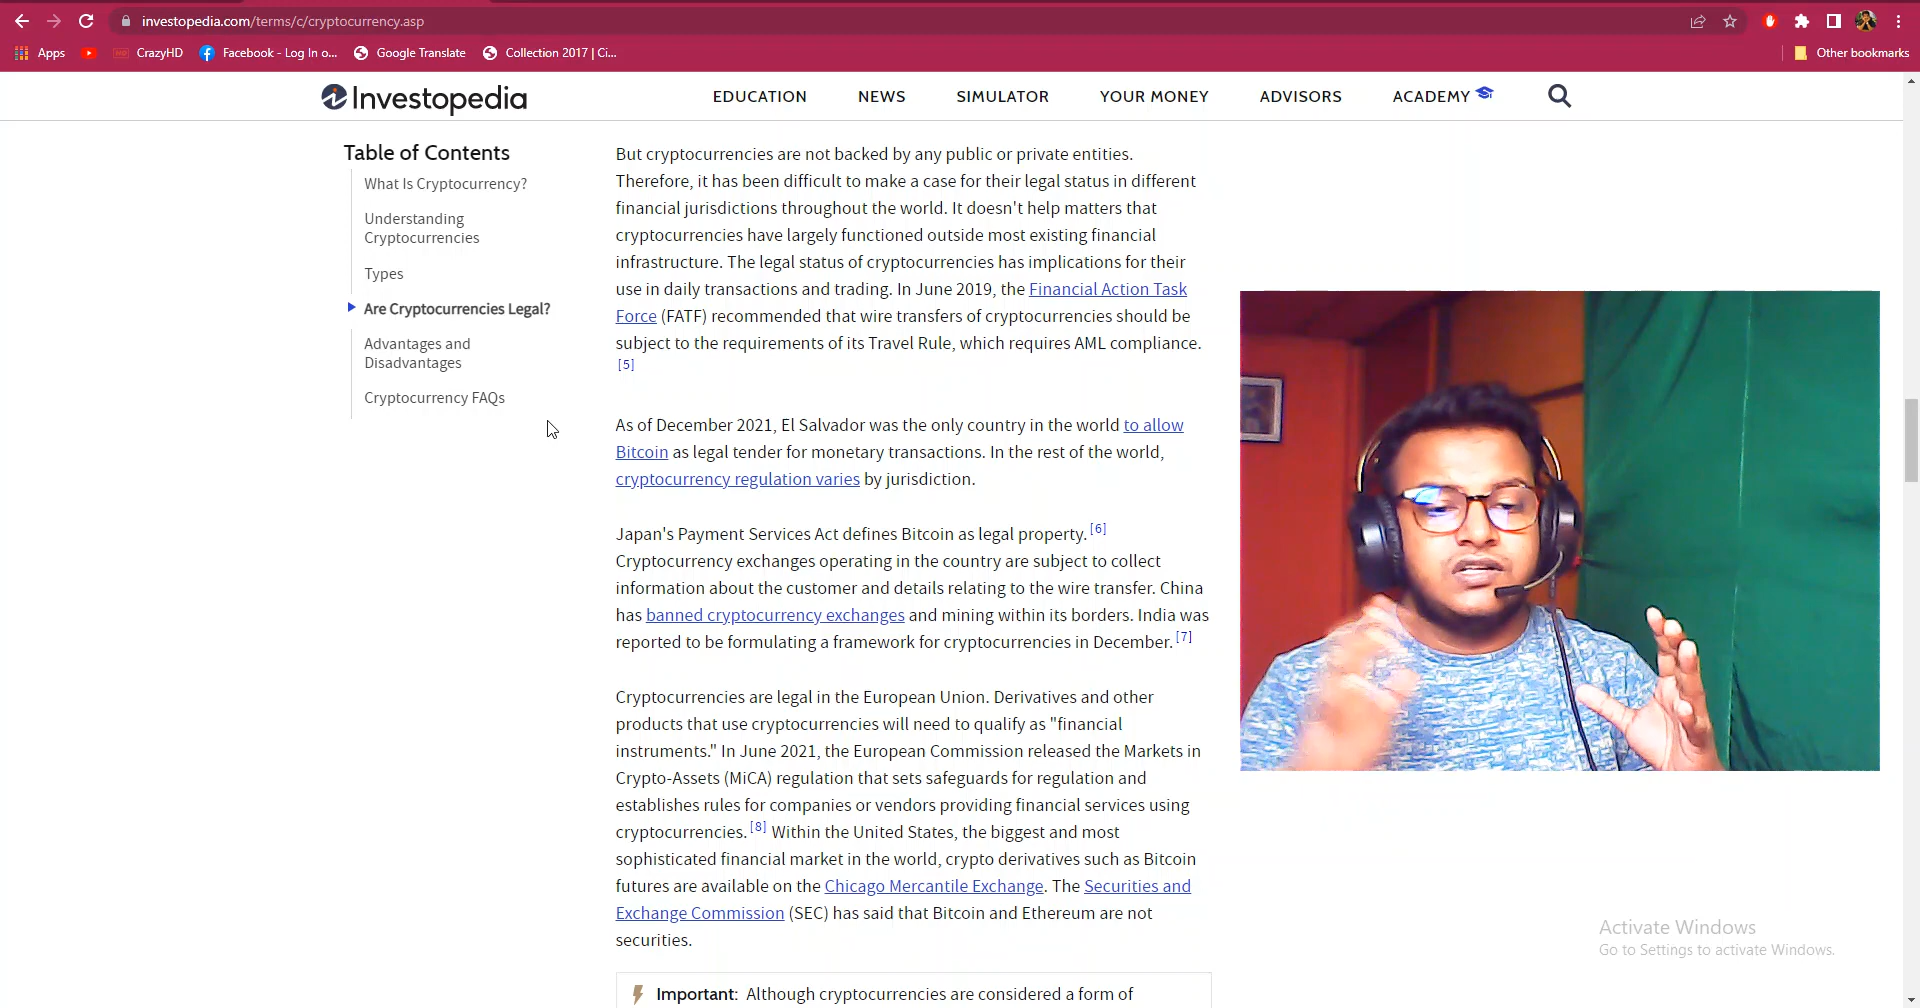 investopedia.com/terms/c/cryptocurrency.asp
Apps
CrazyHD
Facebook - Log In o...
Google Translate
Collection 2017 | Ci...
Other bookmarks
Investopedia
EDUCATION
NEWS
SIMULATOR
YOUR MONEY
ADVISORS
ACADEMY
Table of Contents
What Is Cryptocurrency?
Understanding
Cryptocurrencies
Types
Are Cryptocurrencies Legal?
Advantages and
Disadvantages
Cryptocurrency FAQs
But cryptocurrencies are not backed by any public or private entities.
Therefore, it has been difficult to make a case for their legal status in different
financial jurisdictions throughout the world. It doesn't help matters that
cryptocurrencies have largely functioned outside most existing financial
infrastructure. The legal status of cryptocurrencies has implications for their
use in daily transactions and trading. In June 2019, the Financial Action Task
Force (FATF) recommended that wire transfers of cryptocurrencies should be
subject to the requirements of its Travel Rule, which requires AML compliance.
[5]
As of December 2021, El Salvador was the only country in the world to allow
Bitcoin as legal tender for monetary transactions. In the rest of the world,
cryptocurrency regulation varies by jurisdiction.
Japan's Payment Services Act defines Bitcoin as legal property. [6]
Cryptocurrency exchanges operating in the country are subject to collect
information about the customer and details relating to the wire transfer. China
has banned cryptocurrency exchanges and mining within its borders. India was
reported to be formulating a framework for cryptocurrencies in December. [7]
Cryptocurrencies are legal in the European Union. Derivatives and other
products that use cryptocurrencies will need to qualify as "financial
instruments." In June 2021, the European Commission released the Markets in
Crypto-Assets (MiCA) regulation that sets safeguards for regulation and
establishes rules for companies or vendors providing financial services using
cryptocurrencies. [8] Within the United States, the biggest and most
sophisticated financial market in the world, crypto derivatives such as Bitcoin
futures are available on the Chicago Mercantile Exchange. The Securities and
Exchange Commission (SEC) has said that Bitcoin and Ethereum are not
securities.
Important: Although cryptocurrencies are considered a form of
Activate Windows
Go to Settings to activate Windows.